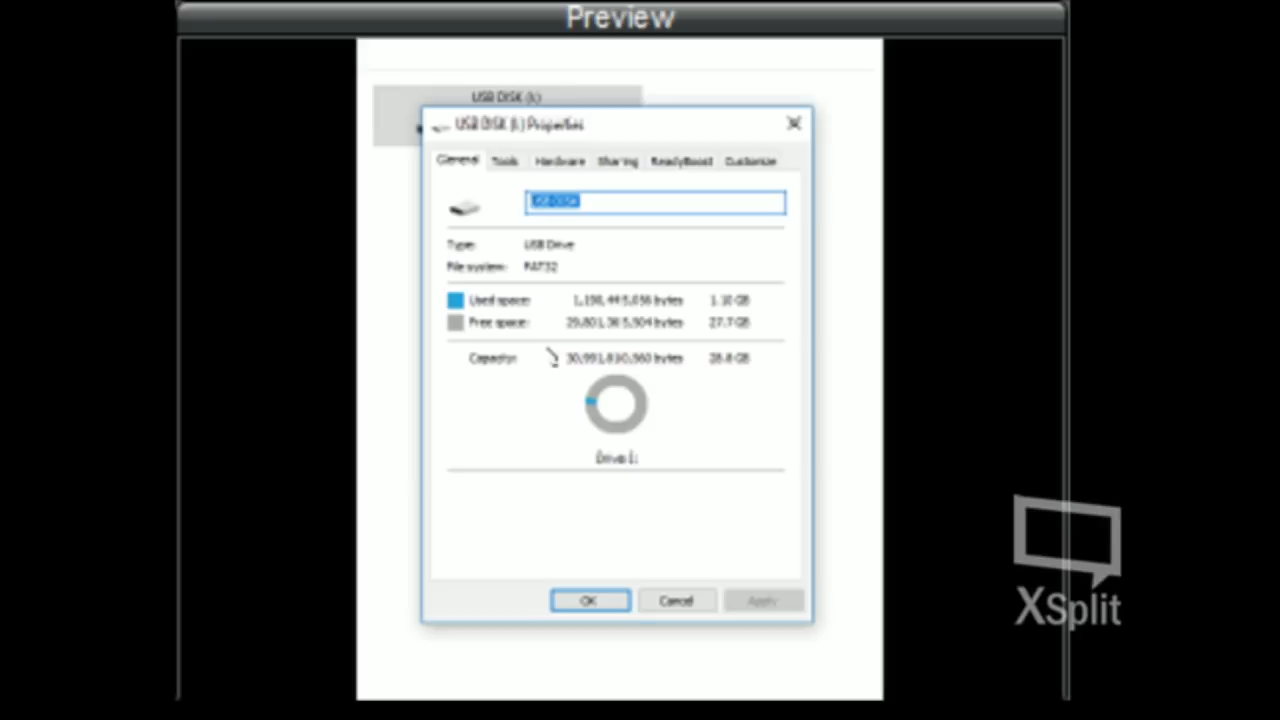 Preview
USB DISK (I:)
USB DISK (I:) Properties
General Tools Hardware Sharing ReadyBoost Customize
USB DISK
Type: USB Drive
File system: FAT32
Used space: bytes 1.10 GB
Free space: bytes 27.7 GB
Capacity: bytes 28.8 GB
Drive I:
OK Cancel Apply
XSplit